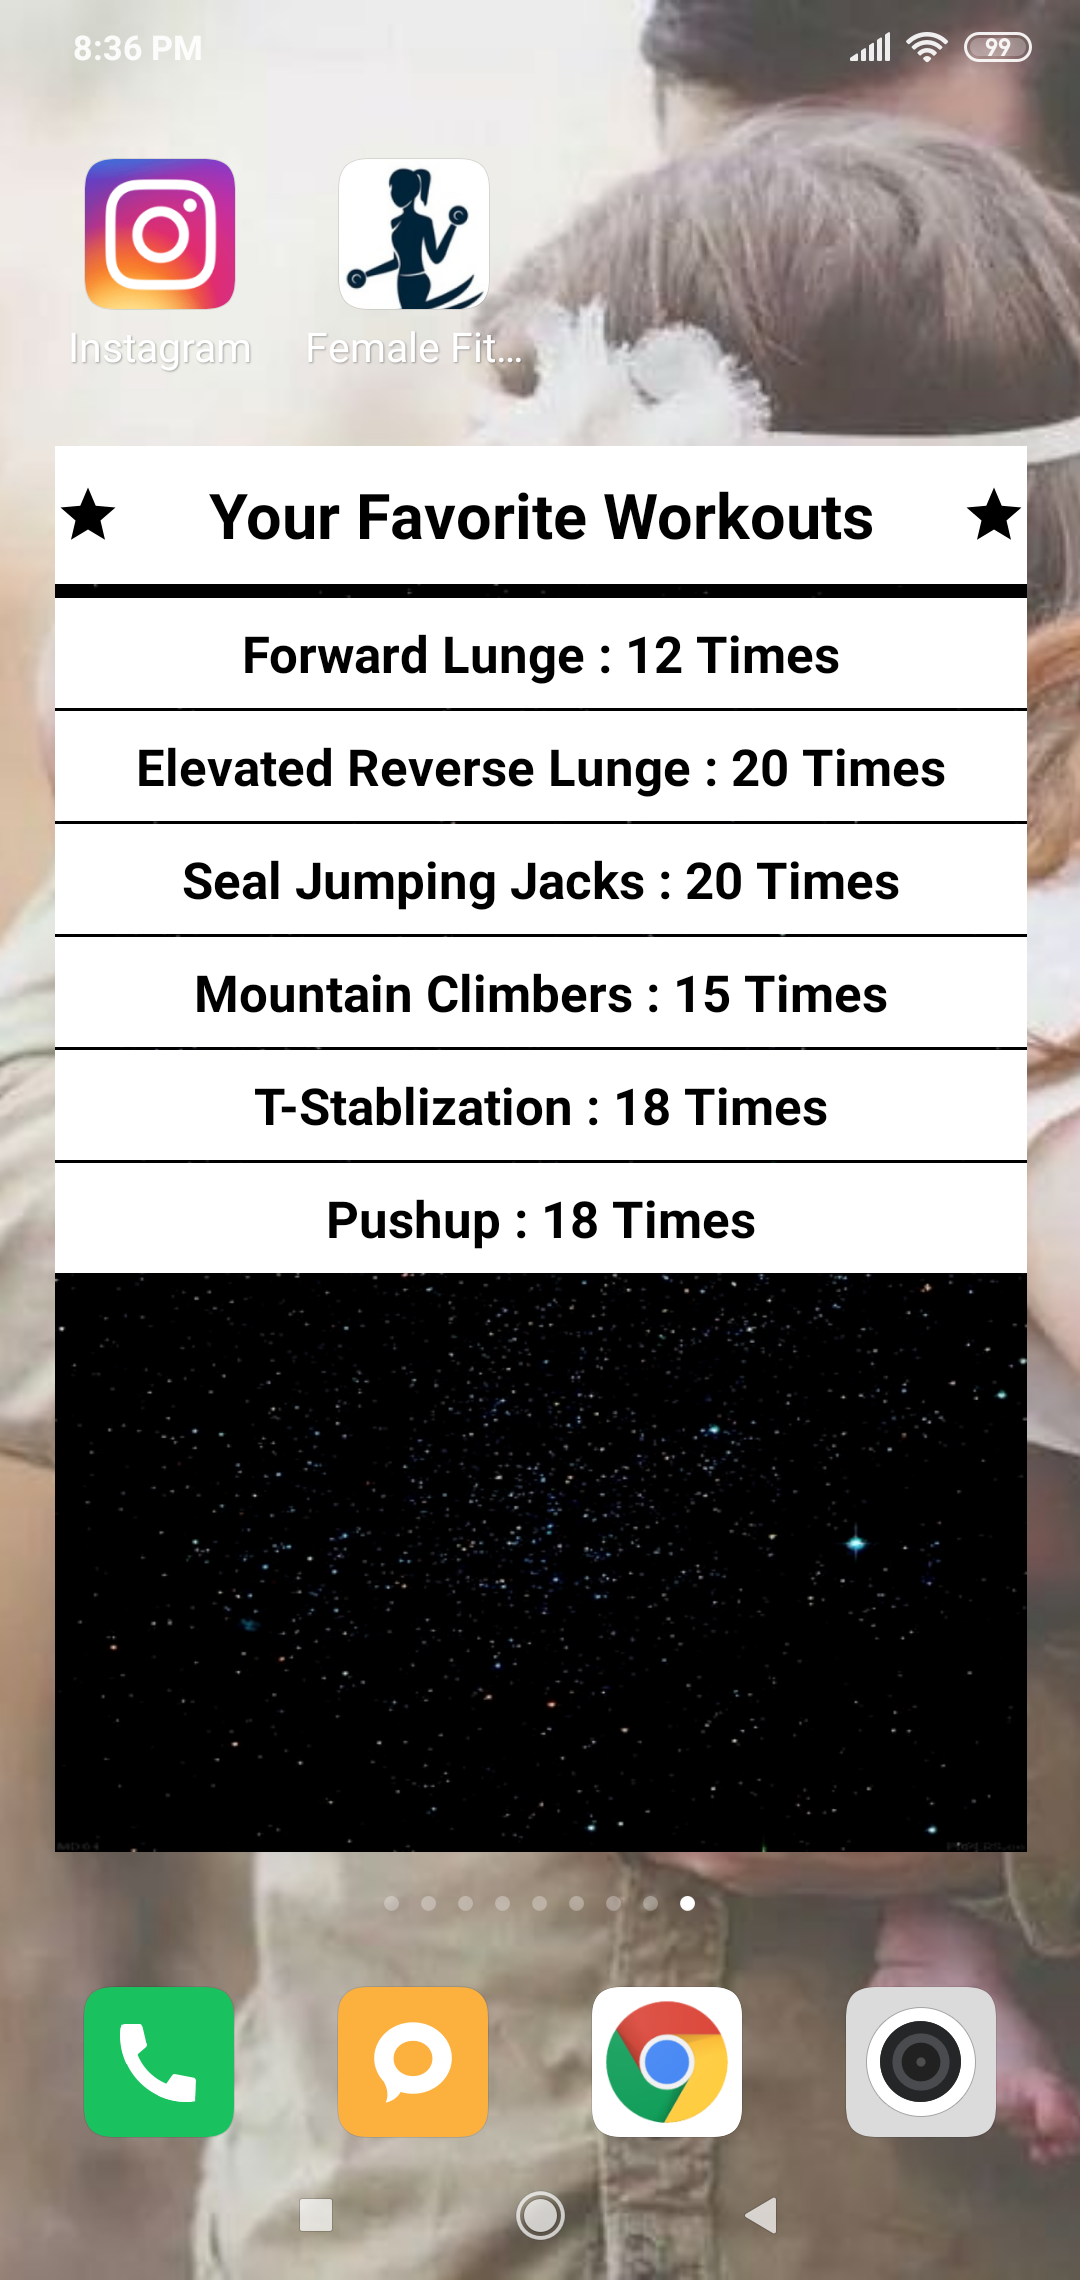 8:36 PM
99
Instagram
Female Fit...
Your Favorite Workouts
Forward Lunge : 12 Times
Elevated Reverse Lunge : 20 Times
Seal Jumping Jacks : 20 Times
Mountain Climbers : 15 Times
T-Stablization : 18 Times
Pushup : 18 Times